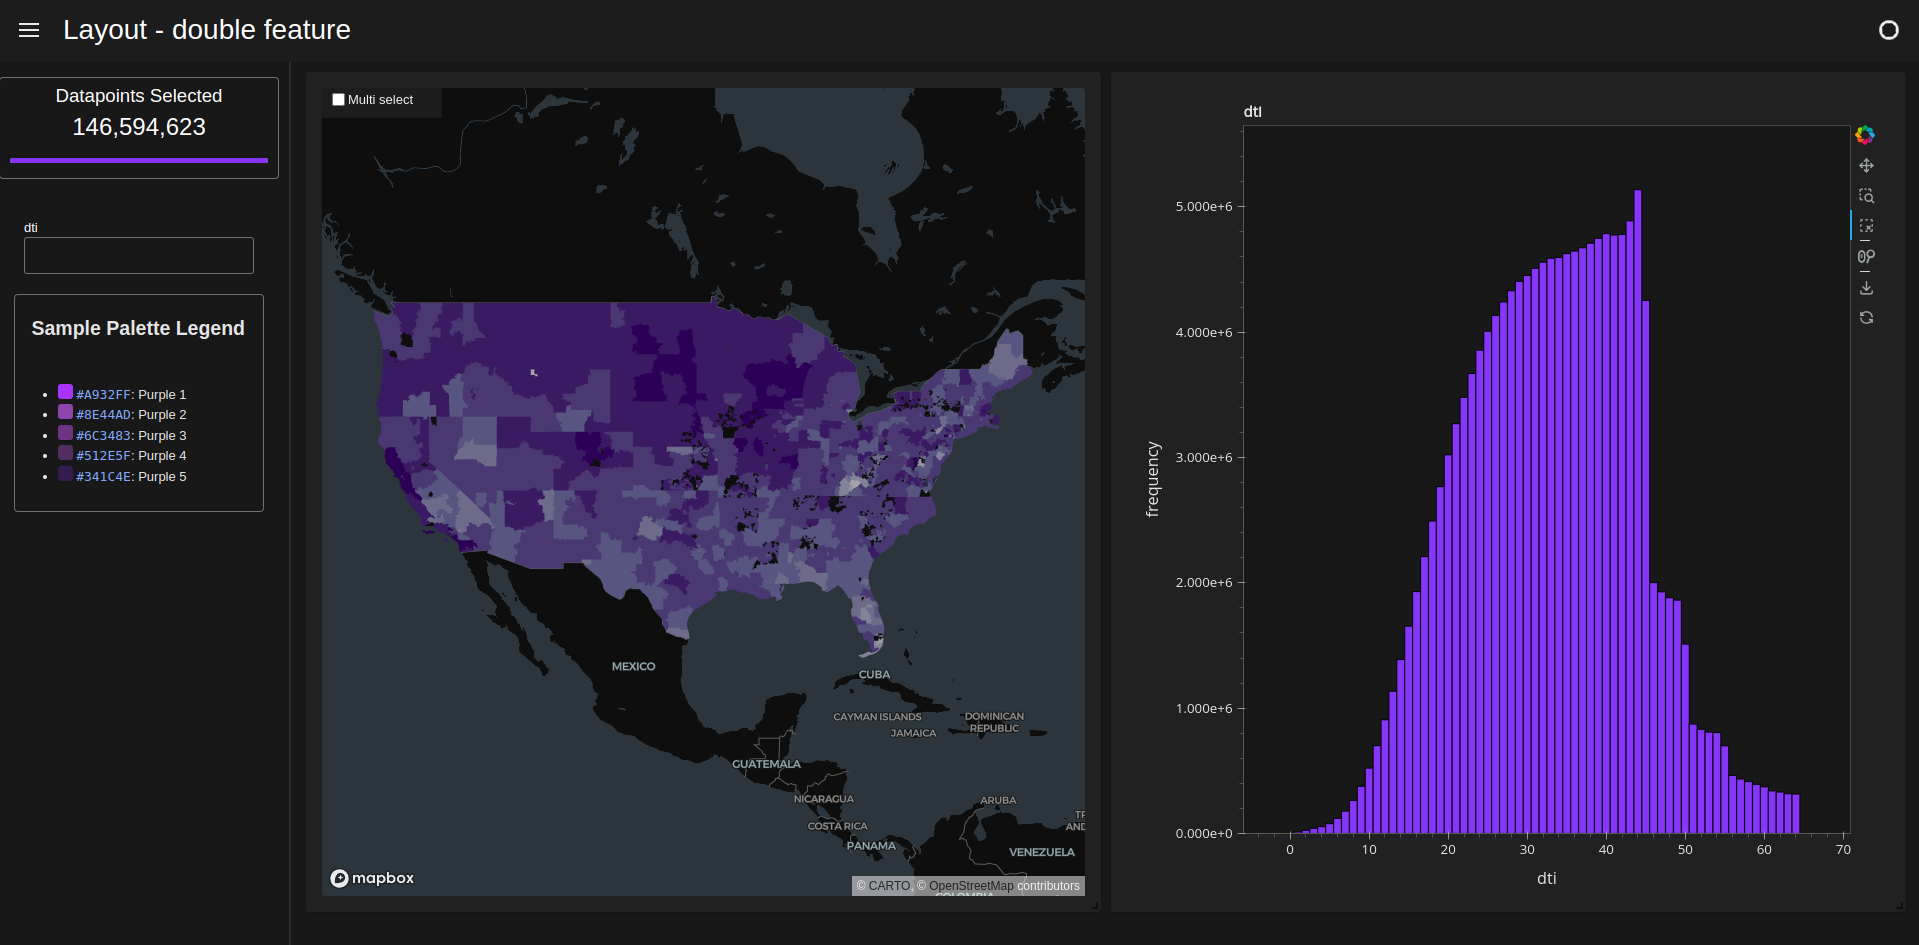 Layout - double feature
Datapoints Selected
146,594,623
dti
Sample Palette Legend
#A932FF: Purple 1
#8E44AD: Purple 2
#6C3483: Purple 3
#512E5F: Purple 4
#341C4E: Purple 5
Multi select
MEXICO
CUBA
CAYMAN ISLANDS
DOMINICAN
REPUBLIC
JAMAICA
GUATEMALA
NICARAGUA
ARUBA
COSTA RICA
PANAMA
VENEZUELA
COLOMBIA
mapbox
© CARTO, © OpenStreetMap contributors
dti
frequency
5.000e+6
4.000e+6
3.000e+6
2.000e+6
1.000e+6
0.000e+0
0 10 20 30 40 50 60 70
dti